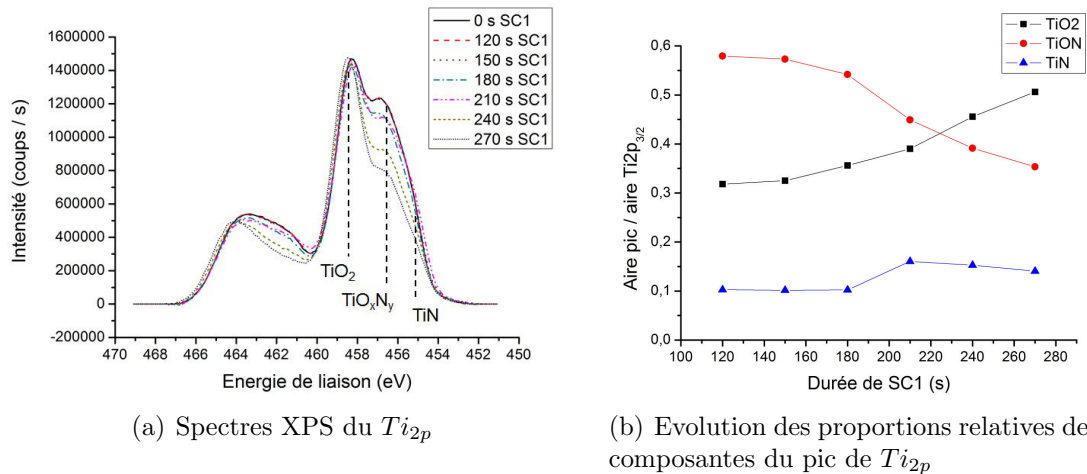 0 s SC1
120 s SC1
150 s SC1
180 s SC1
210 s SC1
240 s SC1
270 s SC1
1600000
1400000
1200000
1000000
800000
600000
400000
200000
0
-200000
Intensité (coups / s)
TiO2
TiOxNy
TiN
470 468 466 464 462 460 458 456 454 452 450
Energie de liaison (eV)
(a) Spectres XPS du Ti2p
TiO2
TiON
TiN
0,6
0,5
0,4
0,3
0,2
0,1
0,0
Aire pic / aire Ti2p3/2
100 120 140 160 180 200 220 240 260 280
Durée de SC1 (s)
(b) Evolution des proportions relatives de
composantes du pic de Ti2p